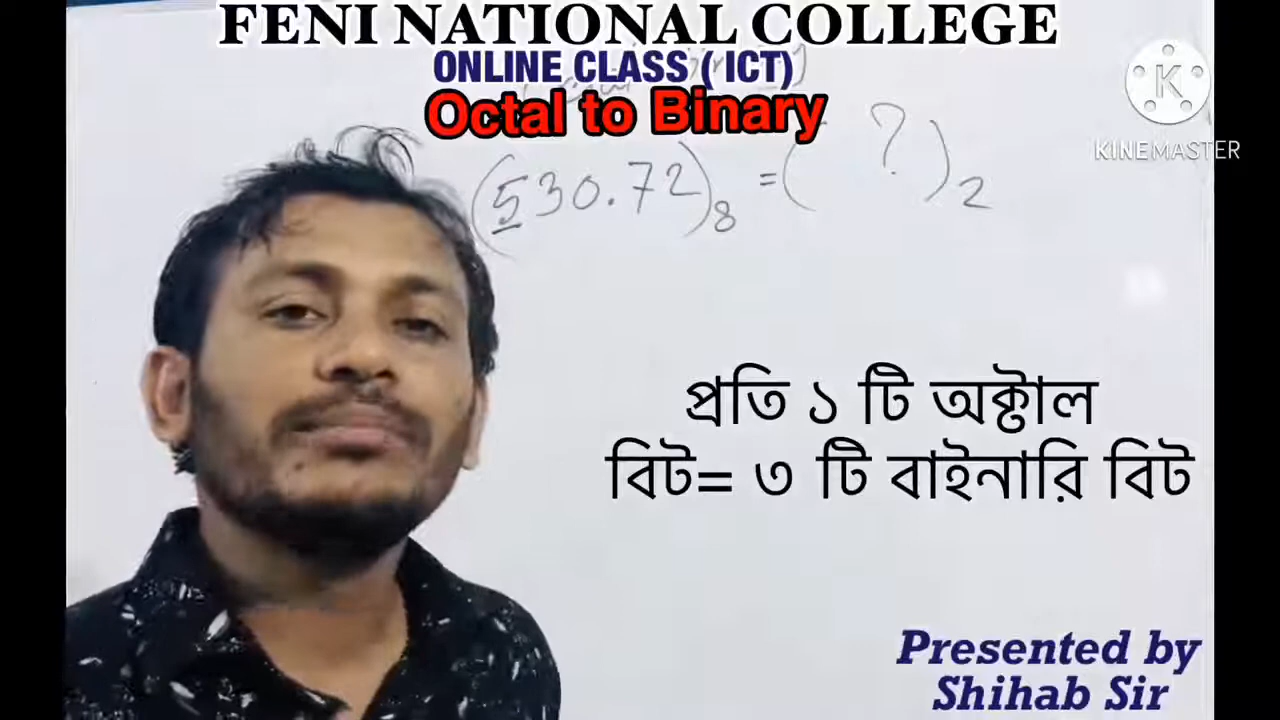 FENI NATIONAL COLLEGE
ONLINE CLASS ( ICT)
Octal to Binary
K
KINEMASTER
(530.72)8 =( ? )2
প্রতি ১ টি অক্টাল
বিট= ৩ টি বাইনারি বিট
Presented by
Shihab Sir